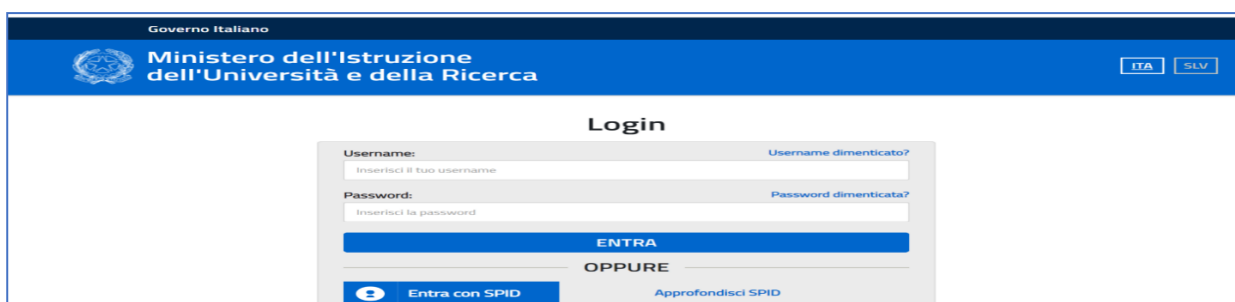 Governo Italiano
Ministero dell'Istruzione
dell'Università e della Ricerca
ITA SLV
Login
Username: Username dimenticato?
Inserisci il tuo username
Password: Password dimenticata?
Inserisci la password
ENTRA
OPPURE
Entra con SPID Approfondisci SPID